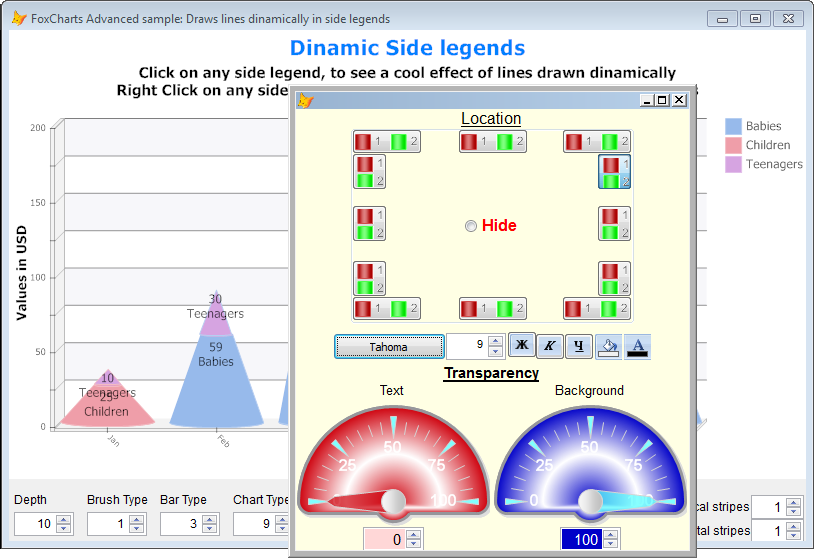 FoxCharts Advanced sample: Draws lines dinamically in side legends
Dinamic Side legends
Click on any side legend, to see a cool effect of lines drawn dinamically
Right Click on any side
Location
1 2
1 2
1 2
1
2
1
2
1
2
1
2
Hide
1
2
1
2
1 2
1 2
1 2
Tahoma
9
Ж
К
Ч
A
Transparency
Text
Background
25
50
75
100
0
25
50
75
100
0
100
Babies
Children
Teenagers
Values in USD
200
150
100
50
0
10
Teenagers
25
Children
30
Teenagers
59
Babies
Jan
Feb
Depth
Brush Type
Bar Type
Chart Type
10
1
3
9
cal stripes
1
tal stripes
1